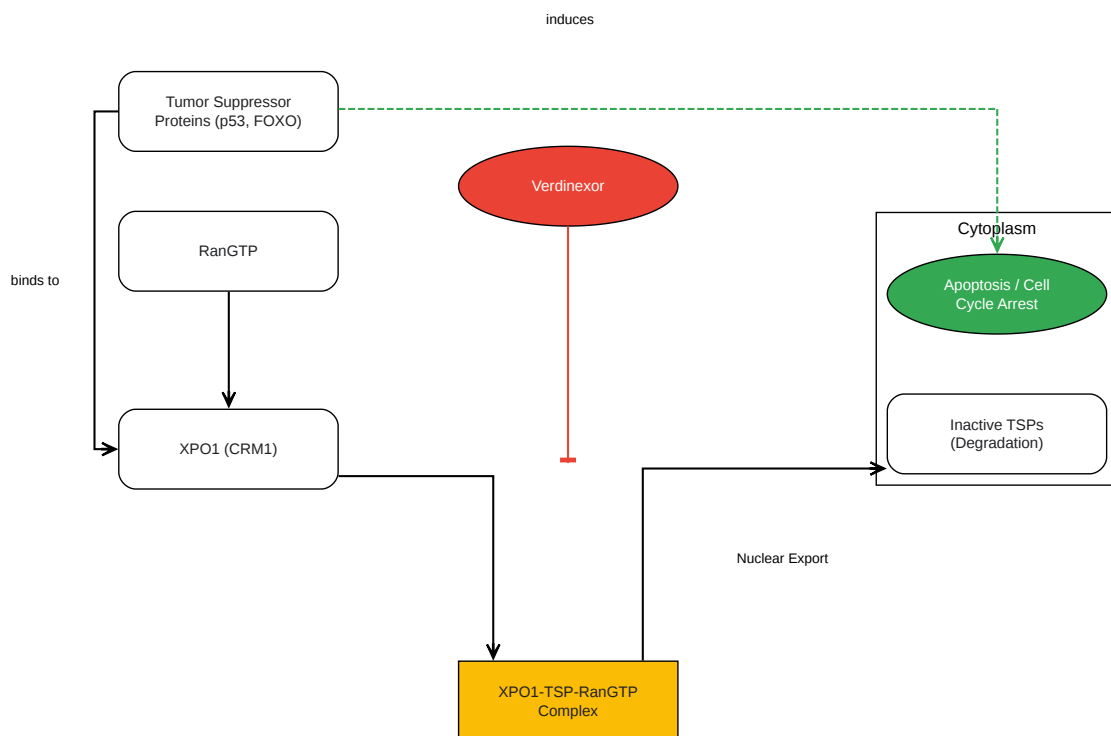 induces
Tumor Suppressor
Proteins (p53, FOXO)
Verdinexor
Cytoplasm
RanGTP
binds to
Apoptosis / Cell
Cycle Arrest
Inactive TSPs
(Degradation)
XPO1 (CRM1)
Nuclear Export
XPO1-TSP-RanGTP
Complex